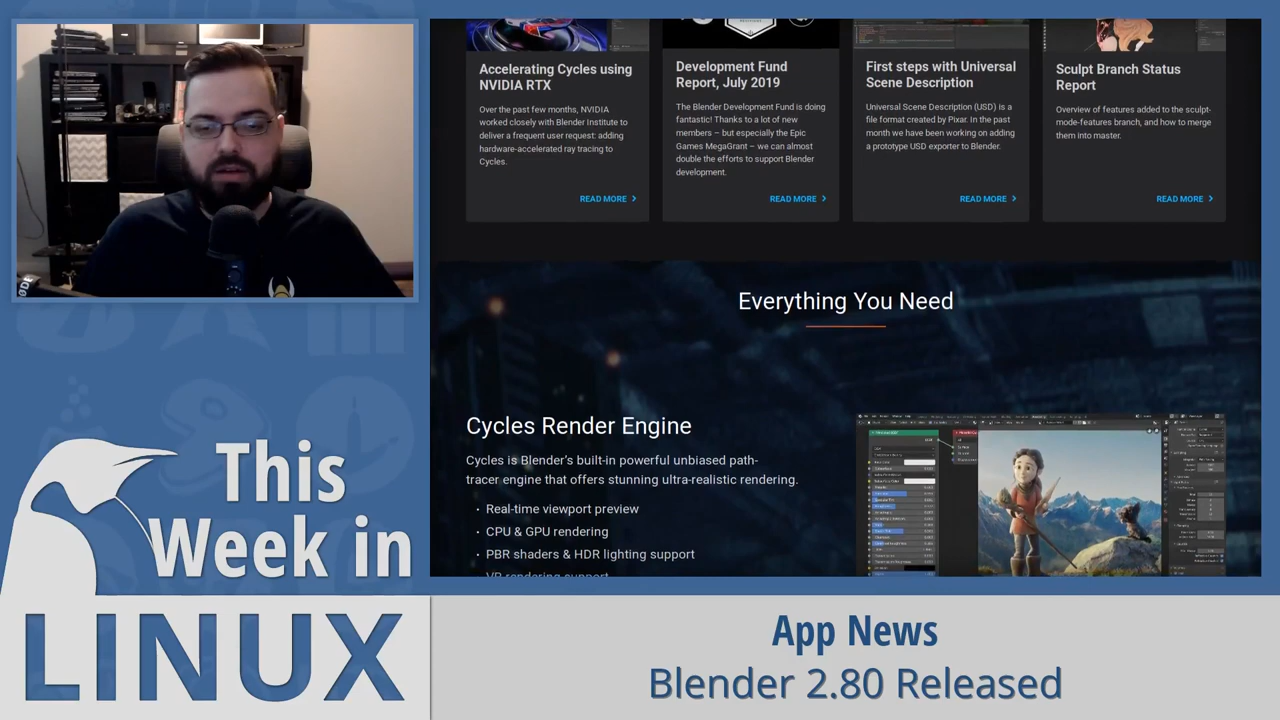 Accelerating Cycles using
NVIDIA RTX
Over the past few months, NVIDIA
worked closely with Blender Institute to
deliver a frequent user request: adding
hardware-accelerated ray tracing to
Cycles.
READ MORE
Development Fund
Report, July 2019
The Blender Development Fund is doing
fantastic! Thanks to a lot of new
members – but especially the Epic
Games MegaGrant – we can almost
double the efforts to support Blender
development.
READ MORE
First steps with Universal
Scene Description
Universal Scene Description (USD) is a
file format created by Pixar. In the past
month we have been working on adding
a prototype USD exporter to Blender.
READ MORE
Sculpt Branch Status
Report
Overview of features added to the sculpt-
mode-features branch, and how to merge
them into master.
READ MORE
Everything You Need
Cycles Render Engine
Cycles is Blender's built-in powerful unbiased path-
tracer engine that offers stunning ultra-realistic rendering.
• Real-time viewport preview
CPU & GPU rendering
• PBR shaders & HDR lighting support
VR rendering support
This
Week in
LINUX
App News
Blender 2.80 Released